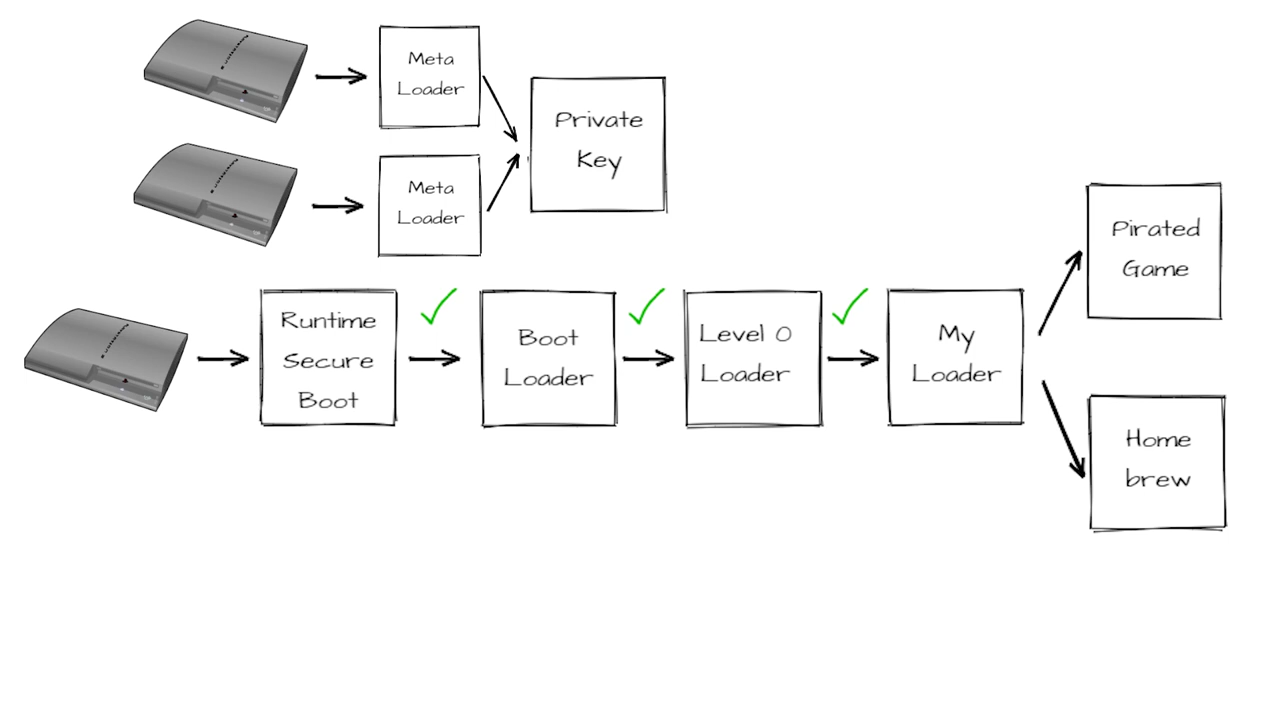 Meta
Loader
Private
Key
Meta
Loader
Runtime
Secure
Boot
Boot
Loader
Level 0
Loader
My
Loader
Pirated
Game
Home
brew